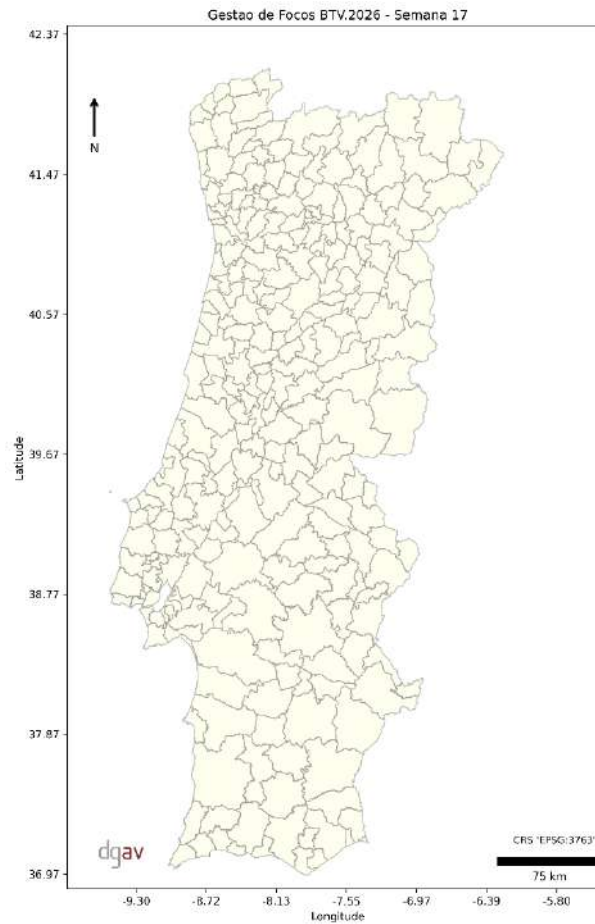 Gestao de Focos BTV.2026 - Semana 17
42.37
41.47
40.57
39.67
38.77
37.87
36.97
Latitude
N
dgav
CRS 'EPSG:3763'
75 km
-9.30 -8.72 -8.13 -7.55 -6.97 -6.39 -5.80
Longitude